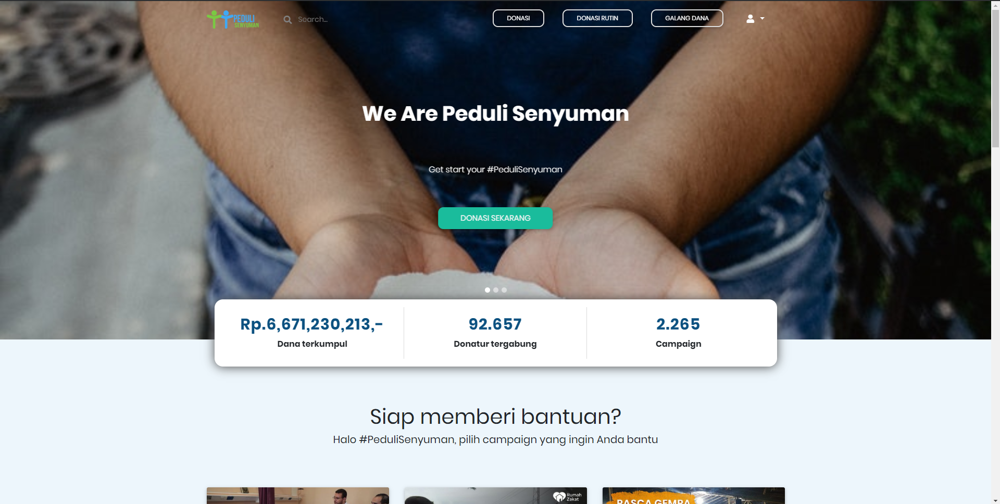 PEDULI
SENYUMAN
Search...
DONASI
DONASI RUTIN
GALANG DANA
We Are Peduli Senyuman
Get start your #PeduliSenyuman
DONASI SEKARANG
Rp.6,671,230,213,-
Dana terkumpul
92.657
Donatur tergabung
2.265
Campaign
Siap memberi bantuan?
Halo #PeduliSenyuman, pilih campaign yang ingin Anda bantu
Rumah
Zakat
PASCA GEMPA